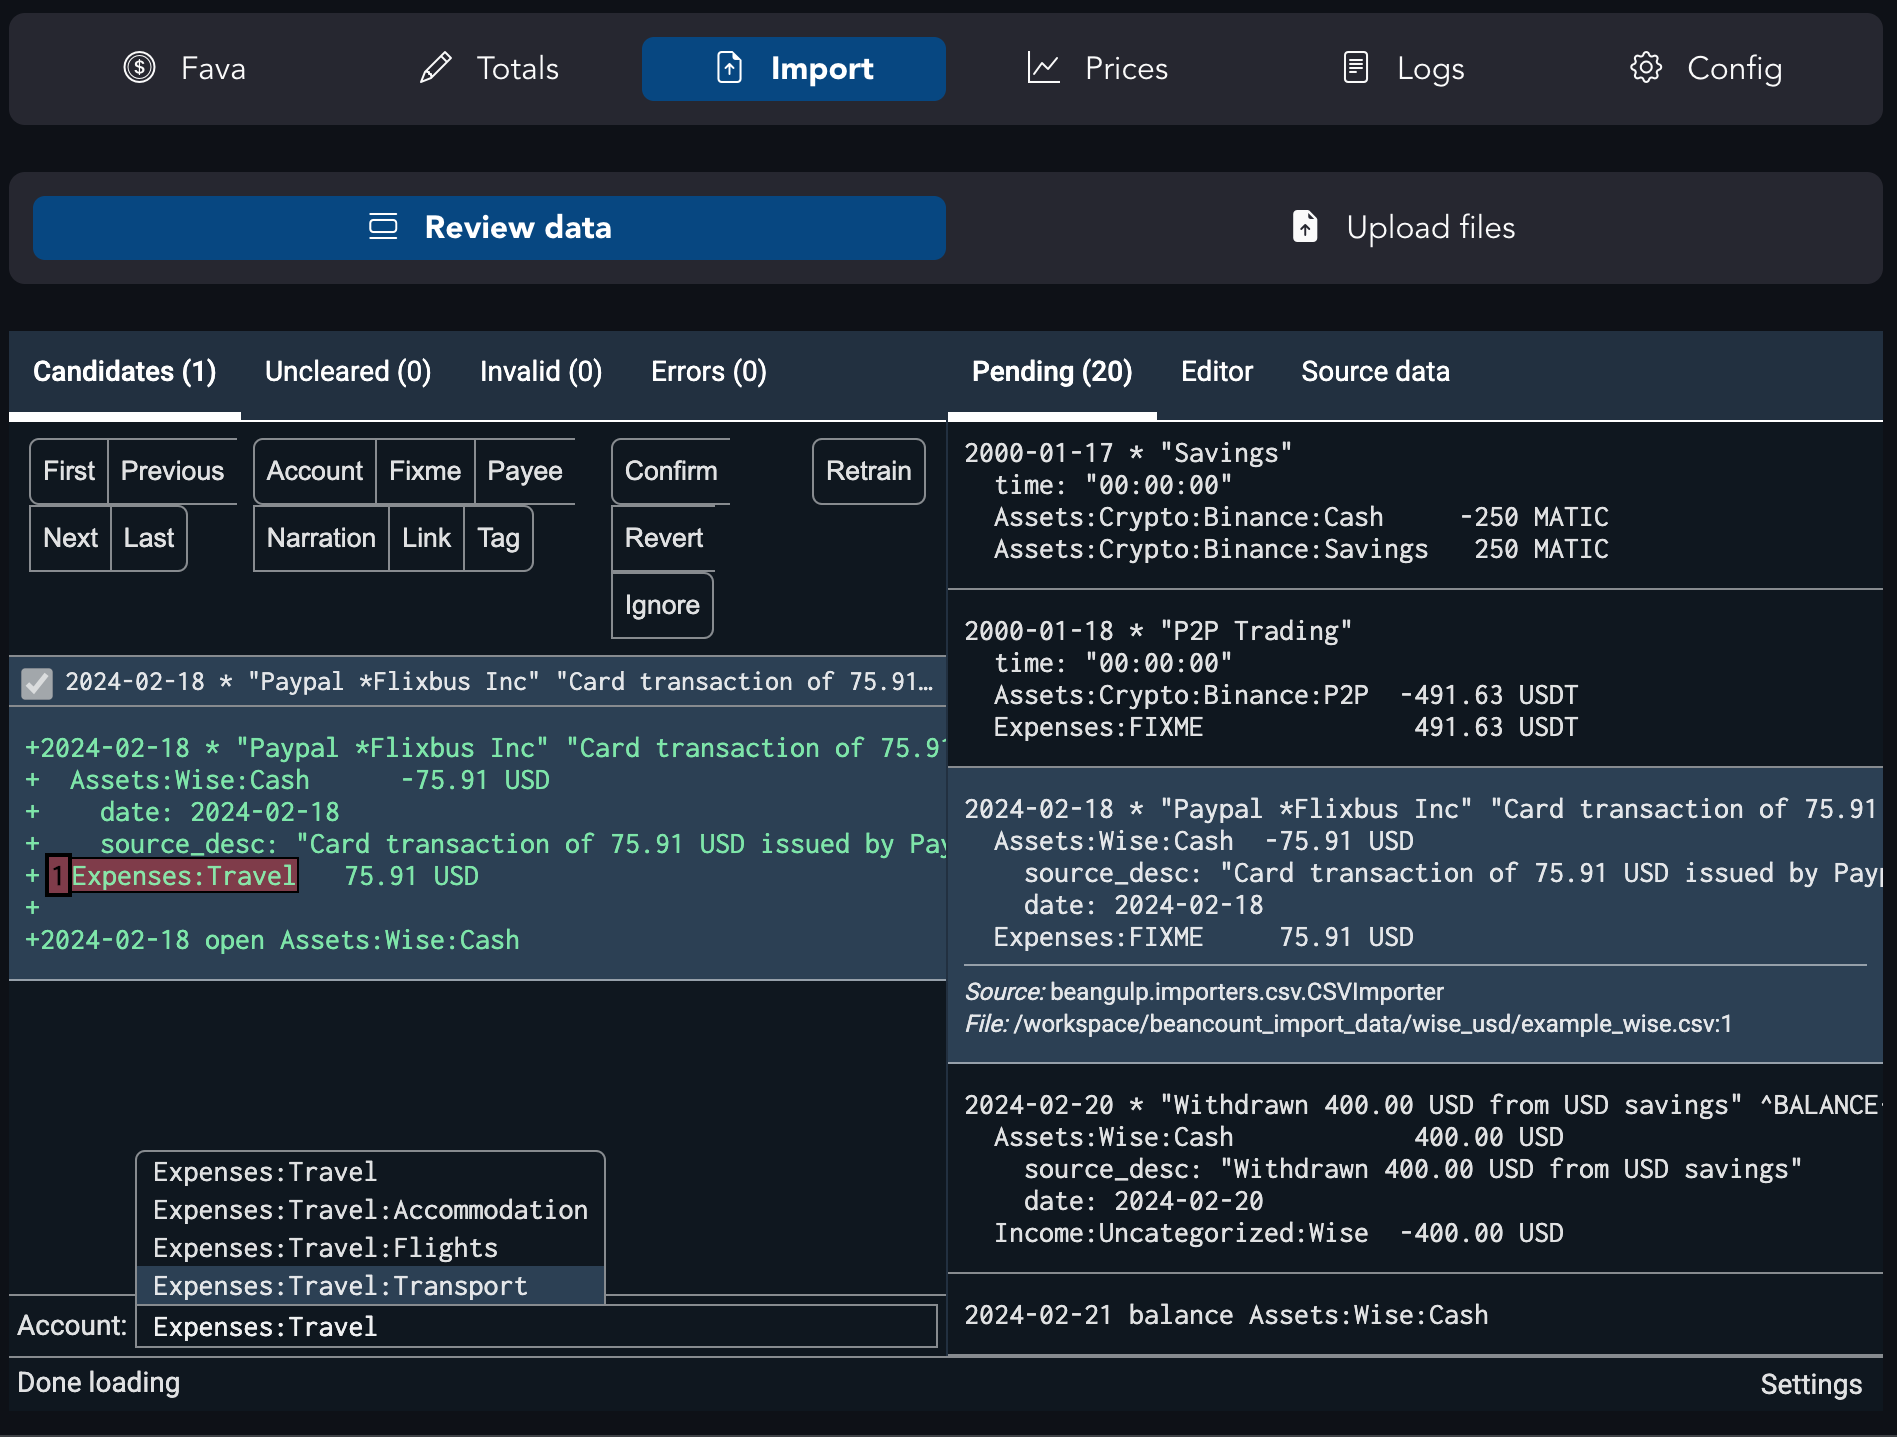 Fava
Totals
Import
Prices
Logs
Config
Review data
Upload files
Candidates (1)
Uncleared (0)
Invalid (0)
Errors (0)
First
Previous
Next
Last
Account
Fixme
Payee
Narration
Link
Tag
Confirm
Revert
Ignore
Retrain
2024-02-18 * "Paypal *Flixbus Inc" "Card transaction of 75.91…
+2024-02-18 * "Paypal *Flixbus Inc" "Card transaction of 75.91
+  Assets:Wise:Cash      -75.91 USD
+    date: 2024-02-18
+    source_desc: "Card transaction of 75.91 USD issued by Pay
+ 1Expenses:Travel   75.91 USD
+
+2024-02-18 open Assets:Wise:Cash
Expenses:Travel
Expenses:Travel:Accommodation
Expenses:Travel:Flights
Expenses:Travel:Transport
Account: Expenses:Travel
Done loading
Pending (20)
Editor
Source data
2000-01-17 * "Savings"
time: "00:00:00"
Assets:Crypto:Binance:Cash     -250 MATIC
Assets:Crypto:Binance:Savings   250 MATIC
2000-01-18 * "P2P Trading"
time: "00:00:00"
Assets:Crypto:Binance:P2P  -491.63 USDT
Expenses:FIXME              491.63 USDT
2024-02-18 * "Paypal *Flixbus Inc" "Card transaction of 75.91
Assets:Wise:Cash  -75.91 USD
source_desc: "Card transaction of 75.91 USD issued by Payp
date: 2024-02-18
Expenses:FIXME     75.91 USD
Source: beangulp.importers.csv.CSVImporter
File: /workspace/beancount_import_data/wise_usd/example_wise.csv:1
2024-02-20 * "Withdrawn 400.00 USD from USD savings" ^BALANCE-
Assets:Wise:Cash            400.00 USD
source_desc: "Withdrawn 400.00 USD from USD savings"
date: 2024-02-20
Income:Uncategorized:Wise  -400.00 USD
2024-02-21 balance Assets:Wise:Cash
Settings